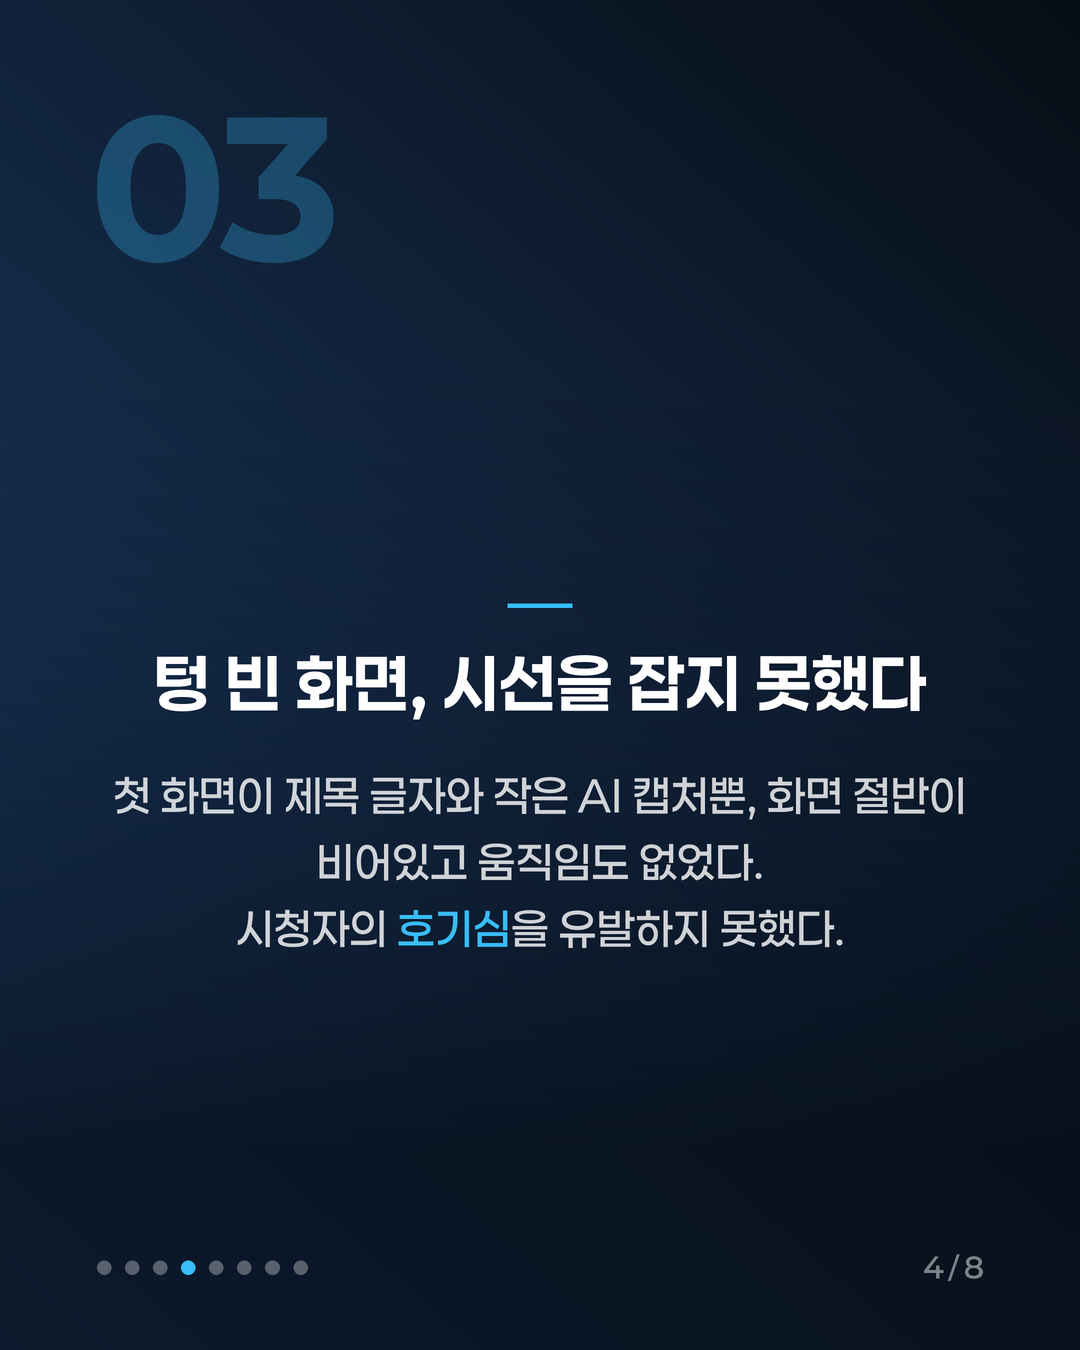 03
텅 빈 화면, 시선을 잡지 못했다
첫 화면이 제목 글자와 작은 AI 캡처뿐, 화면 절반이
비어있고 움직임도 없었다.
시청자의 호기심을 유발하지 못했다.
4/8